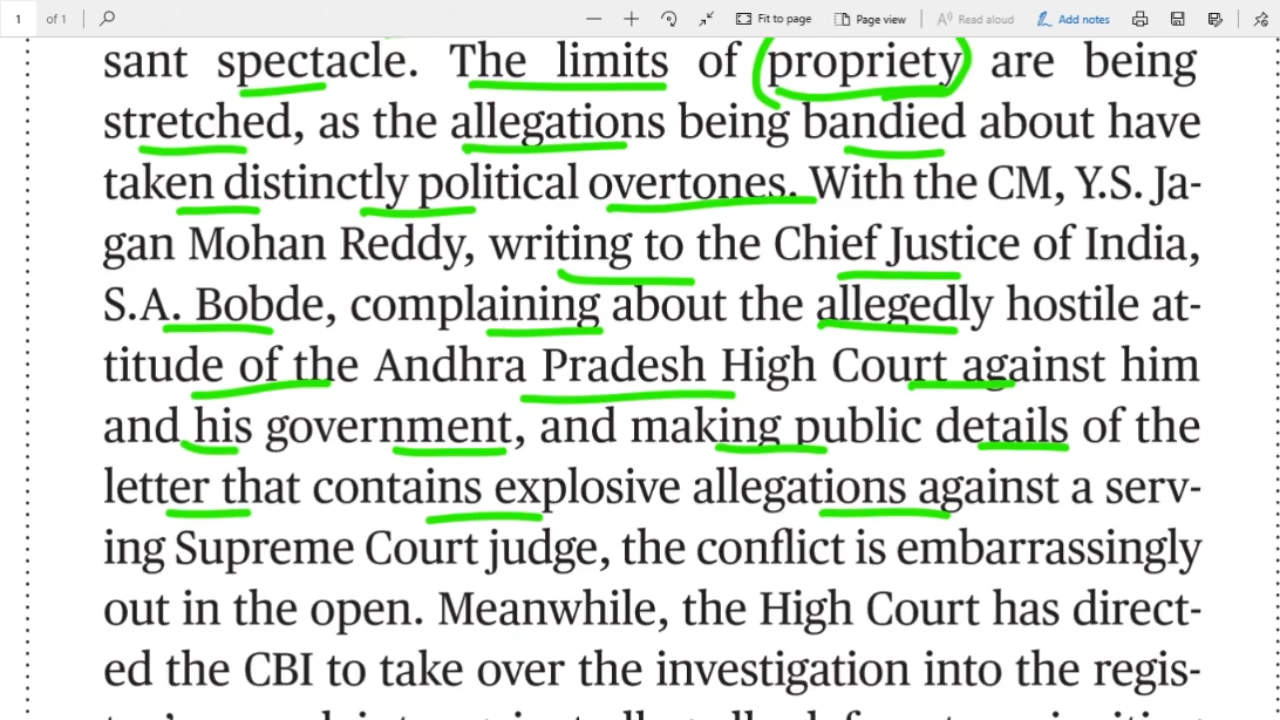 1 of 1 Fit to page Page view Read aloud Add notes
sant spectacle. The limits of propriety are being
stretched, as the allegations being bandied about have
taken distinctly political overtones. With the CM, Y.S. Ja-
gan Mohan Reddy, writing to the Chief Justice of India,
S.A. Bobde, complaining about the allegedly hostile at-
titude of the Andhra Pradesh High Court against him
and his government, and making public details of the
letter that contains explosive allegations against a serv-
ing Supreme Court judge, the conflict is embarrassingly
out in the open. Meanwhile, the High Court has direct-
ed the CBI to take over the investigation into the regis-